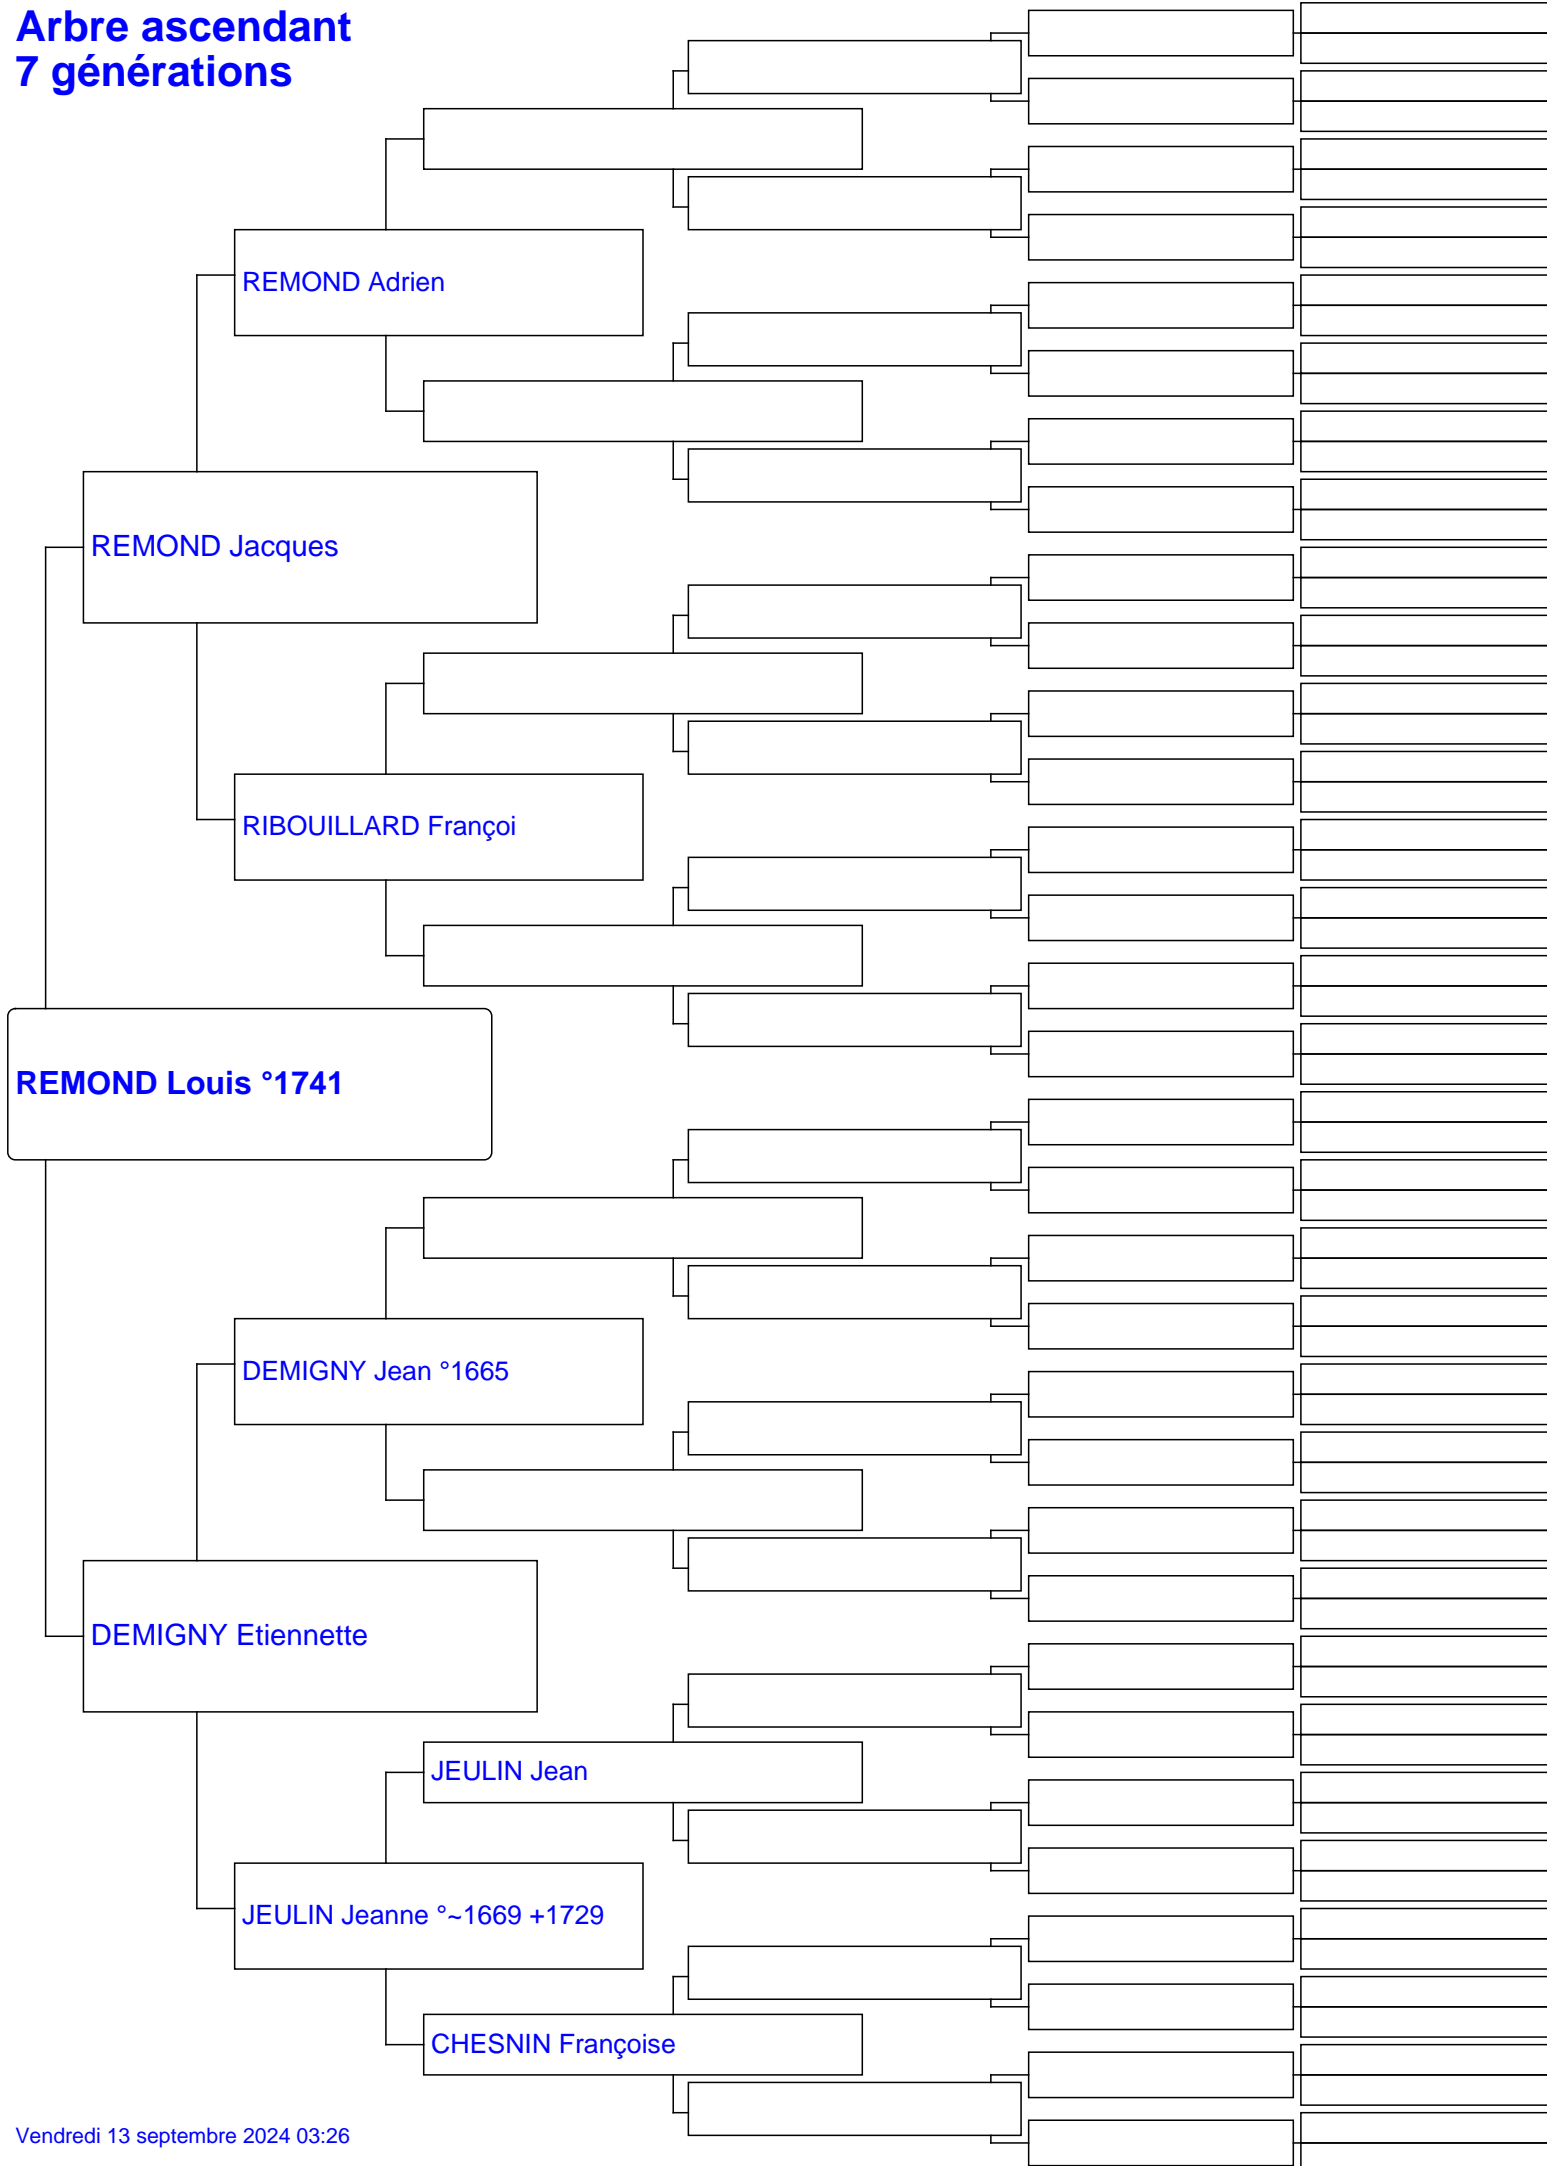 Arbre ascendant
7 générations
REMOND Adrien
REMOND Jacques
RIBOUILLARD Françoi
REMOND Louis °1741
DEMIGNY Jean °1665
DEMIGNY Etiennette
JEULIN Jean
JEULIN Jeanne °~1669 +1729
CHESNIN Françoise
Vendredi 13 septembre 2024 03:26